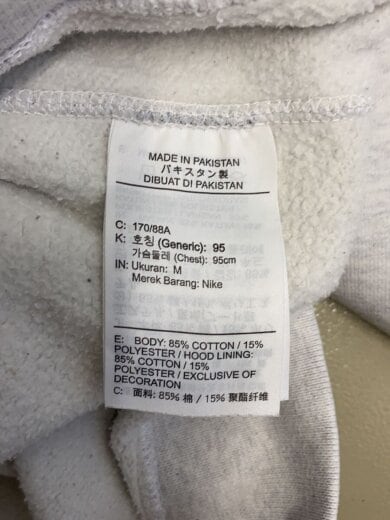 MADE IN PAKISTAN
パキスタン製
DIBUAT DI PAKISTAN
C: 170/88A
K: 호칭 (Generic): 95
가슴둘레 (Chest): 95cm
IN: Ukuran: M
Merek Barang: Nike
E: BODY: 85% COTTON / 15%
POLYESTER / HOOD LINING:
85% COTTON / 15%
POLYESTER / EXCLUSIVE OF
DECORATION
C: 面料: 85% 棉 / 15% 聚酯纤维